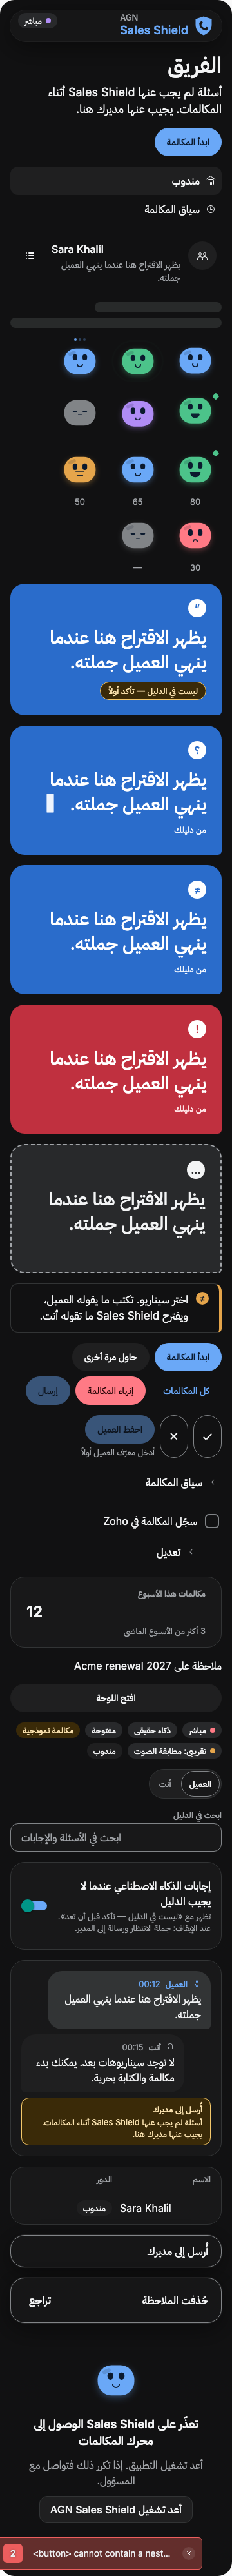 AGN
Sales Shield
مباشر
الفريق
أسئلة لم يجب عنها Sales Shield أثناء
المكالمات. يجيب عنها مديرك هنا.
ابدأ المكالمة
مندوب
سياق المكالمة
Sara Khalil
يظهر الاقتراح هنا عندما ينهي العميل
جملته.
80
65
50
30
—
"
يظهر الاقتراح هنا عندما
ينهي العميل جملته.
ليست في الدليل — تأكد أولاً
؟
يظهر الاقتراح هنا عندما
ينهي العميل جملته.
من دليلك
≠
يظهر الاقتراح هنا عندما
ينهي العميل جملته.
من دليلك
!
يظهر الاقتراح هنا عندما
ينهي العميل جملته.
من دليلك
…
يظهر الاقتراح هنا عندما
ينهي العميل جملته.
≠
اختر سيناريو. تكتب ما يقوله العميل،
ويقترح Sales Shield ما تقوله أنت.
ابدأ المكالمة
حاول مرة أخرى
كل المكالمات
إنهاء المكالمة
إرسال
احفظ العميل
أدخل معرّف العميل أولاً
سياق المكالمة
سجّل المكالمة في Zoho
تعديل
مكالمات هذا الأسبوع
12
3 أكثر من الأسبوع الماضي
ملاحظة على Acme renewal 2027
افتح اللوحة
مباشر
ذكاء حقيقي
مفتوحة
مكالمة نموذجية
تقريبي: مطابقة الصوت
مندوب
العميل
أنت
ابحث في الدليل
ابحث في الأسئلة والإجابات
إجابات الذكاء الاصطناعي عندما لا
يجيب الدليل
تظهر مع «ليست في الدليل — تأكد قبل أن تعد».
عند الإيقاف: جملة الانتظار ورسالة إلى المدير.
العميل 00:12
يظهر الاقتراح هنا عندما ينهي العميل
جملته.
أنت 00:15
لا توجد سيناريوهات بعد. يمكنك بدء
مكالمة والكتابة بحرية.
أُرسل إلى مديرك
أسئلة لم يجب عنها Sales Shield أثناء المكالمات.
يجيب عنها مديرك هنا.
الاسم
الدور
Sara Khalil
مندوب
أُرسل إلى مديرك
حُذفت الملاحظة
تراجع
تعذّر على Sales Shield الوصول إلى
محرك المكالمات
أعد تشغيل التطبيق. إذا تكرر ذلك فتواصل مع
المسؤول.
أعد تشغيل AGN
2
<button> cannot contain a nest...